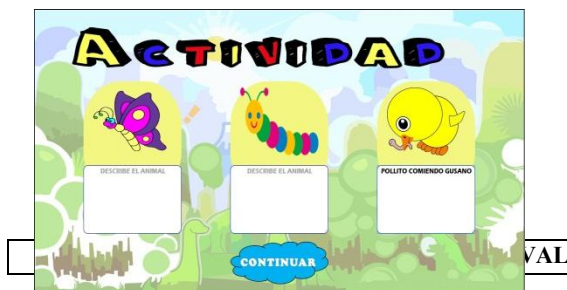 ACTIVIDAD
DESCRIBE EL ANIMAL
DESCRIBE EL ANIMAL
POLLITO COMIENDO GUSANO
CONTINUAR
VAL